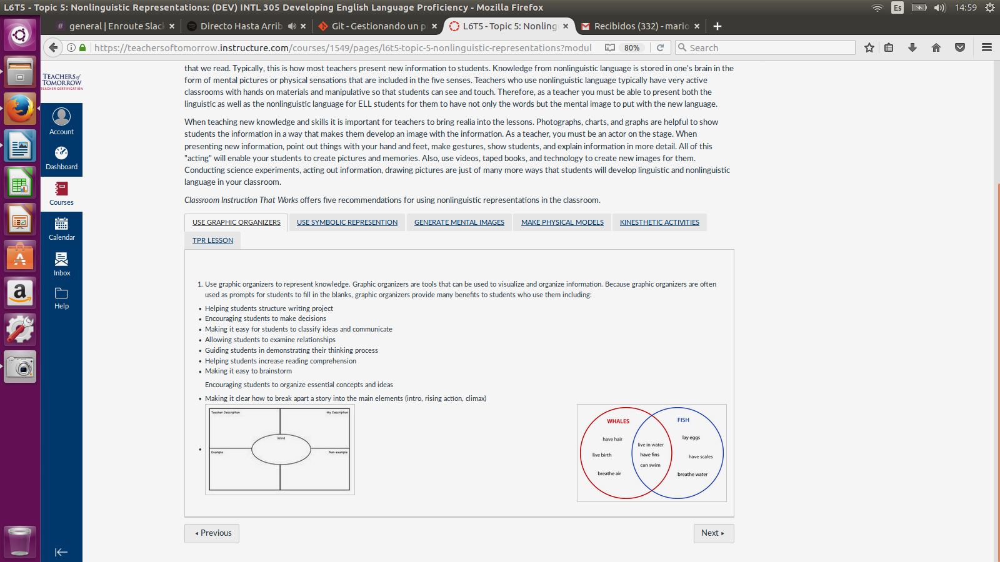 L6T5 - Topic 5: Nonlinguistic Representations: (DEV) INTL 305 Developing English Language Proficiency - Mozilla Firefox
Es
14:59
# general | Enroute Slac
Directo Hasta Arrib
Git - Gestionando un p
L6T5 - Topic 5: Nonling
Recibidos (332) - mario
https://teachersoftomorrow.instructure.com/courses/1549/pages/l6t5-topic-5-nonlinguistic-representations?modul
80%
Search
TEACHERS of
TOMORROW
TEACHER CERTIFICATION
Account
Dashboard
Courses
Calendar
Inbox
Help
that we read. Typically, this is how most teachers present new information to students. Knowledge from nonlinguistic language is stored in one's brain in the
form of mental pictures or physical sensations that are included in the five senses. Teachers who use nonlinguistic language typically have very active
classrooms with hands on materials and manipulative so that students can see and touch. Therefore, as a teacher you must be able to present both the
linguistic as well as the nonlinguistic language for ELL students for them to have not only the words but the mental image to put with the new language.
When teaching new knowledge and skills it is important for teachers to bring realia into the lessons. Photographs, charts, and graphs are helpful to show
students the information in a way that makes them develop an image with the information. As a teacher, you must be an actor on the stage. When
presenting new information, point out things with your hand and feet, make gestures, show students, and explain information in more detail. All of this
"acting" will enable your students to create pictures and memories. Also, use videos, taped books, and technology to create new images for them.
Conducting science experiments, acting out information, drawing pictures are just of many more ways that students will develop linguistic and nonlinguistic
language in your classroom.
Classroom Instruction That Works offers five recommendations for using nonlinguistic representations in the classroom.
USE GRAPHIC ORGANIZERS
USE SYMBOLIC REPRESENTION
GENERATE MENTAL IMAGES
MAKE PHYSICAL MODELS
KINESTHETIC ACTIVITIES
TPR LESSON
1. Use graphic organizers to represent knowledge. Graphic organizers are tools that can be used to visualize and organize information. Because graphic organizers are often
used as prompts for students to fill in the blanks, graphic organizers provide many benefits to students who use them including:
• Helping students structure writing project
• Encouraging students to make decisions
• Making it easy for students to classify ideas and communicate
• Allowing students to examine relationships
• Guiding students in demonstrating their thinking process
• Helping students increase reading comprehension
• Making it easy to brainstorm
Encouraging students to organize essential concepts and ideas
• Making it clear how to break apart a story into the main elements (intro, rising action, climax)
Teacher Description
My Description
Word
Example
Non-example
WHALES
have hair
live birth
breathe air
live in water
have fins
can swim
FISH
lay eggs
have scales
breathe water
Previous
Next